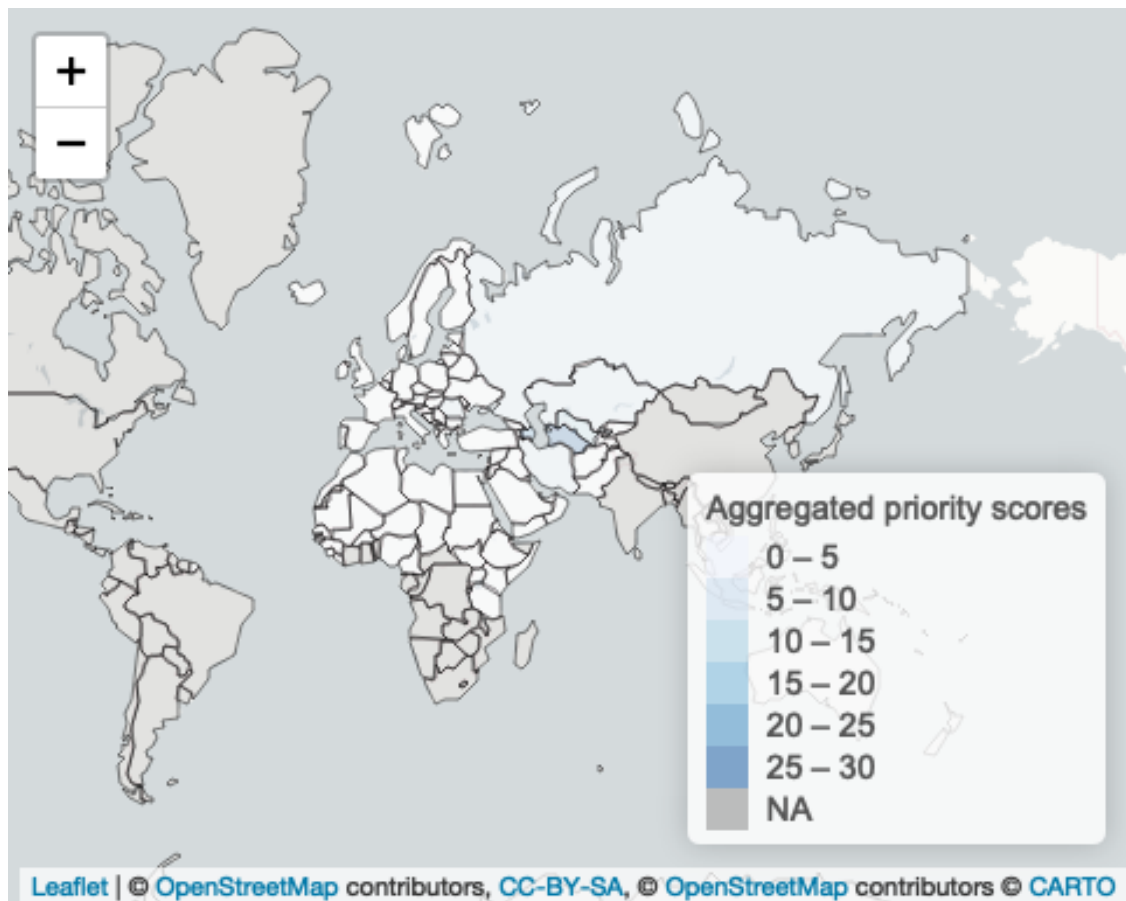 +
−
Aggregated priority scores
0 – 5
5 – 10
10 – 15
15 – 20
20 – 25
25 – 30
NA
Leaflet | © OpenStreetMap contributors, CC-BY-SA, © OpenStreetMap contributors © CARTO